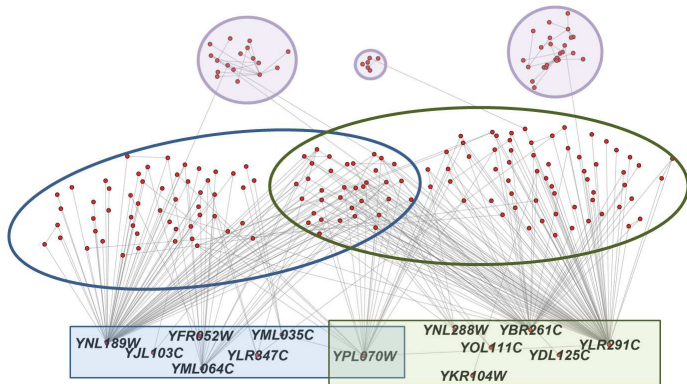 YNL189W
YFR052W
YML035C
YJL103C
YLR347C
YML064C
YPL070W
YNL288W
YBR261C
YOL111C
YDL125C
YLR291C
YKR104W